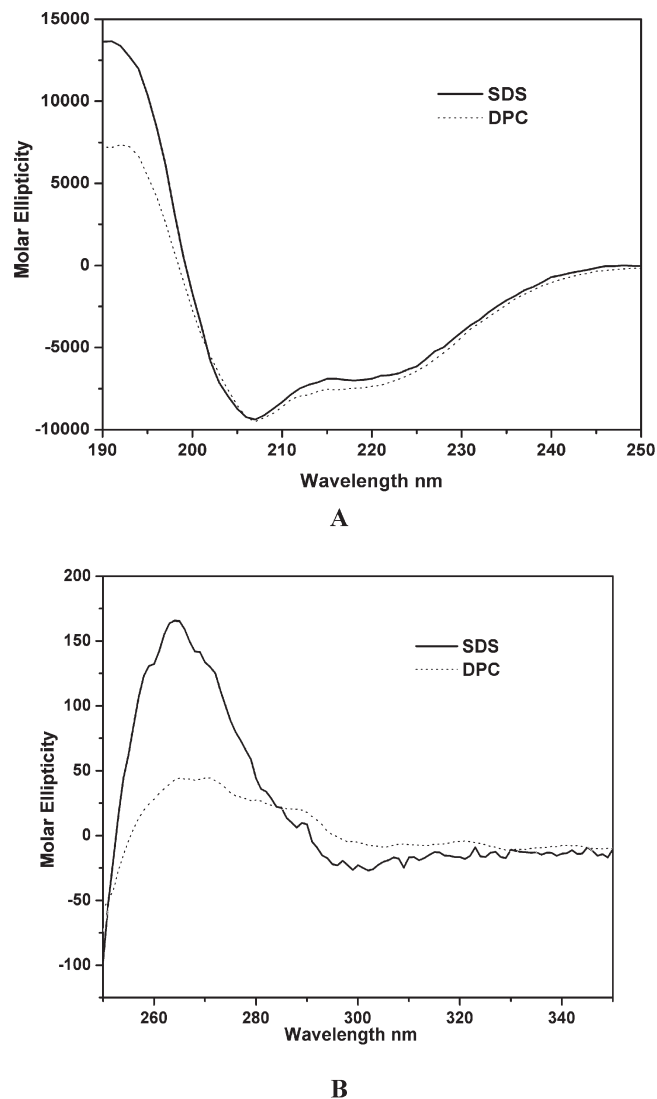 15000
10000
5000
0
-5000
-10000
Molar Ellipticity
SDS
DPC
190 200 210 220 230 240 250
Wavelength nm
A
200
150
100
50
0
-50
-100
Molar Ellipticity
SDS
DPC
260 280 300 320 340
Wavelength nm
B